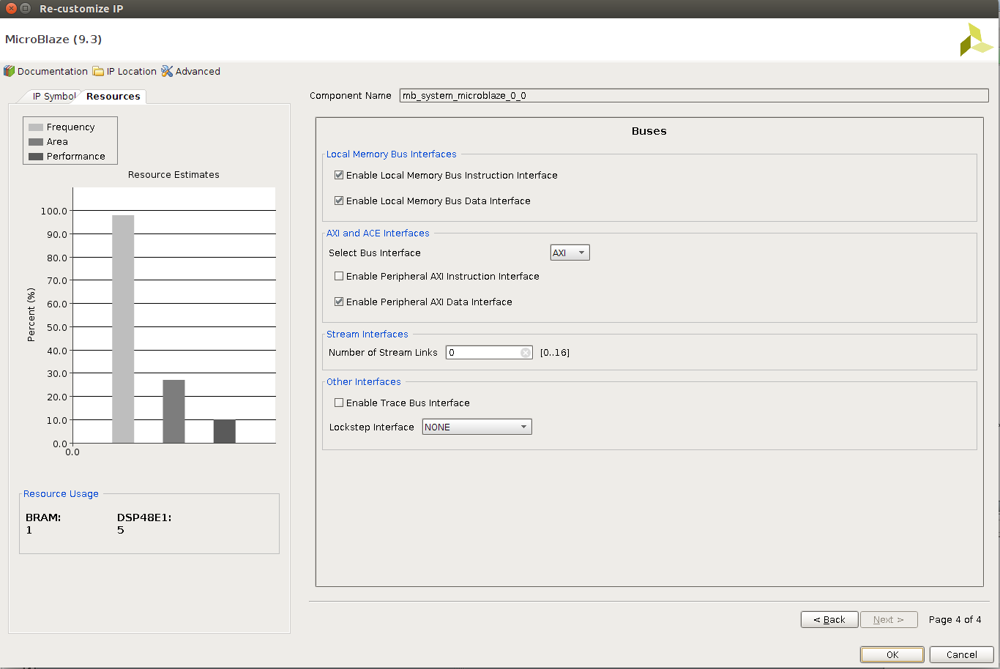 Re-customize IP
MicroBlaze (9.3)
Documentation IP Location Advanced
IP Symbol Resources
Frequency
Area
Performance
Resource Estimates
Percent (%)
100.0
90.0
80.0
70.0
60.0
50.0
40.0
30.0
20.0
10.0
0.0
0.0
Resource Usage
BRAM: DSP48E1:
1 5
Component Name mb_system_microblaze_0_0
Buses
Local Memory Bus Interfaces
Enable Local Memory Bus Instruction Interface
Enable Local Memory Bus Data Interface
AXI and ACE Interfaces
Select Bus Interface AXI
Enable Peripheral AXI Instruction Interface
Enable Peripheral AXI Data Interface
Stream Interfaces
Number of Stream Links 0 [0..16]
Other Interfaces
Enable Trace Bus Interface
Lockstep Interface NONE
< Back Next > Page 4 of 4
OK Cancel